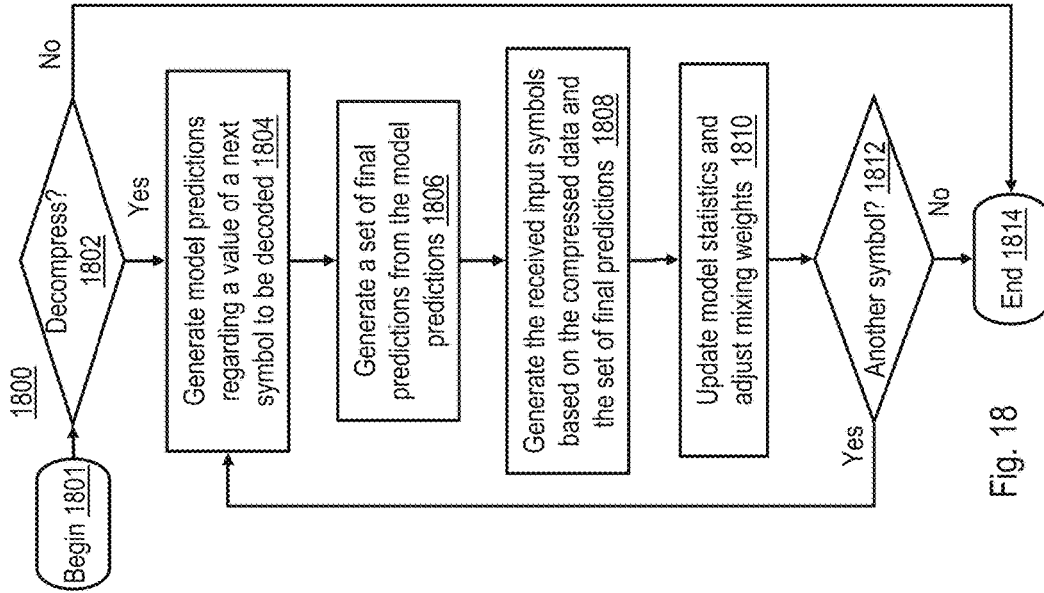 1800
Begin 1801
Decompress?
1802
No
Yes
Generate model predictions
regarding a value of a next
symbol to be decoded 1804
Generate a set of final
predictions from the model
predictions 1806
Generate the received input symbols
based on the compressed data and
the set of final predictions 1808
Update model statistics and
adjust mixing weights 1810
Another symbol? 1812
Yes
No
End 1814
Fig. 18